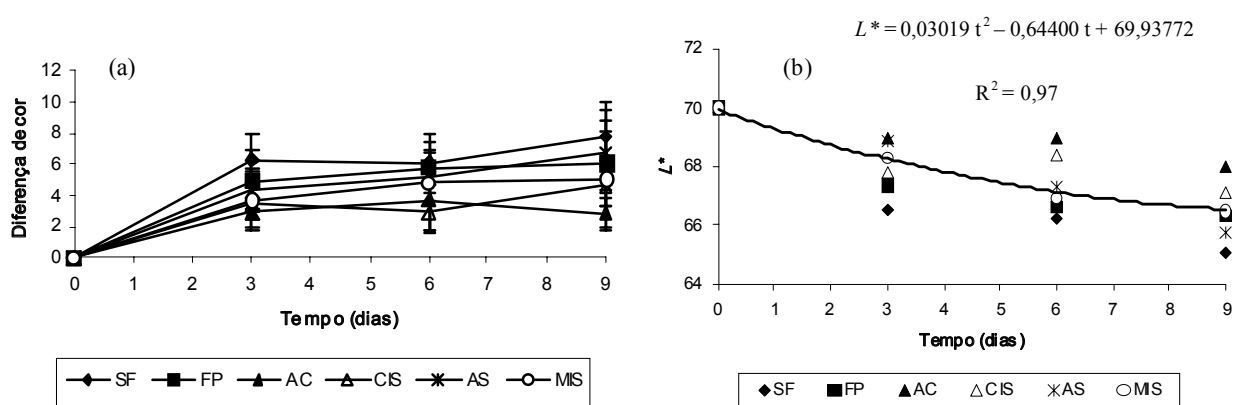 (a)
Diferença de cor
12
10
8
6
4
2
0
0 1 2 3 4 5 6 7 8 9
Tempo (dias)
SF FP AC CIS AS MIS
L* = 0,03019 t² – 0,64400 t + 69,93772
(b)
R² = 0,97
L*
72
70
68
66
64
0 1 2 3 4 5 6 7 8 9
Tempo (dias)
SF FP AC CIS AS MIS